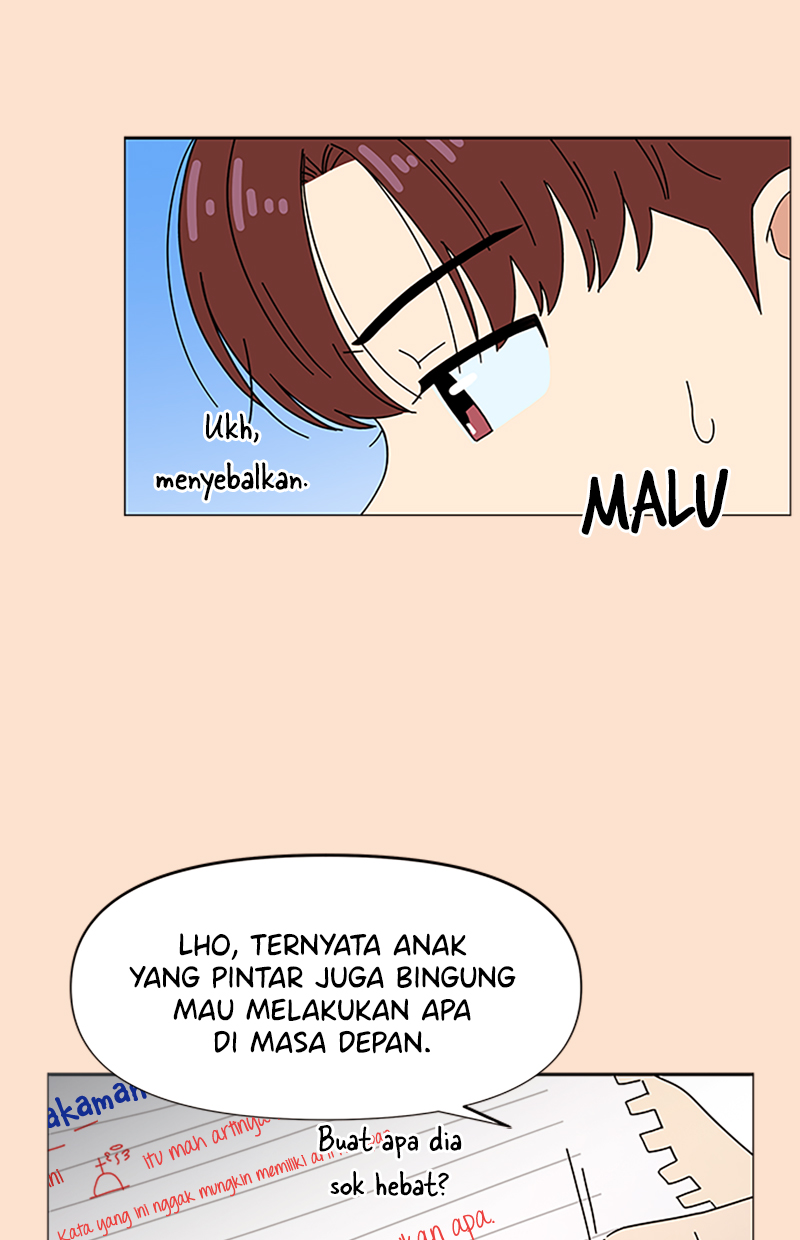 Ukh,
menyebalkan.
MALU
LHO, TERNYATA ANAK
YANG PINTAR JUGA BINGUNG
MAU MELAKUKAN APA
DI MASA DEPAN.
akaman
itu mah artinya
Buat apa dia
sok hebat?
Kata yang ini nggak mungkin memiliki arti
kan apa.